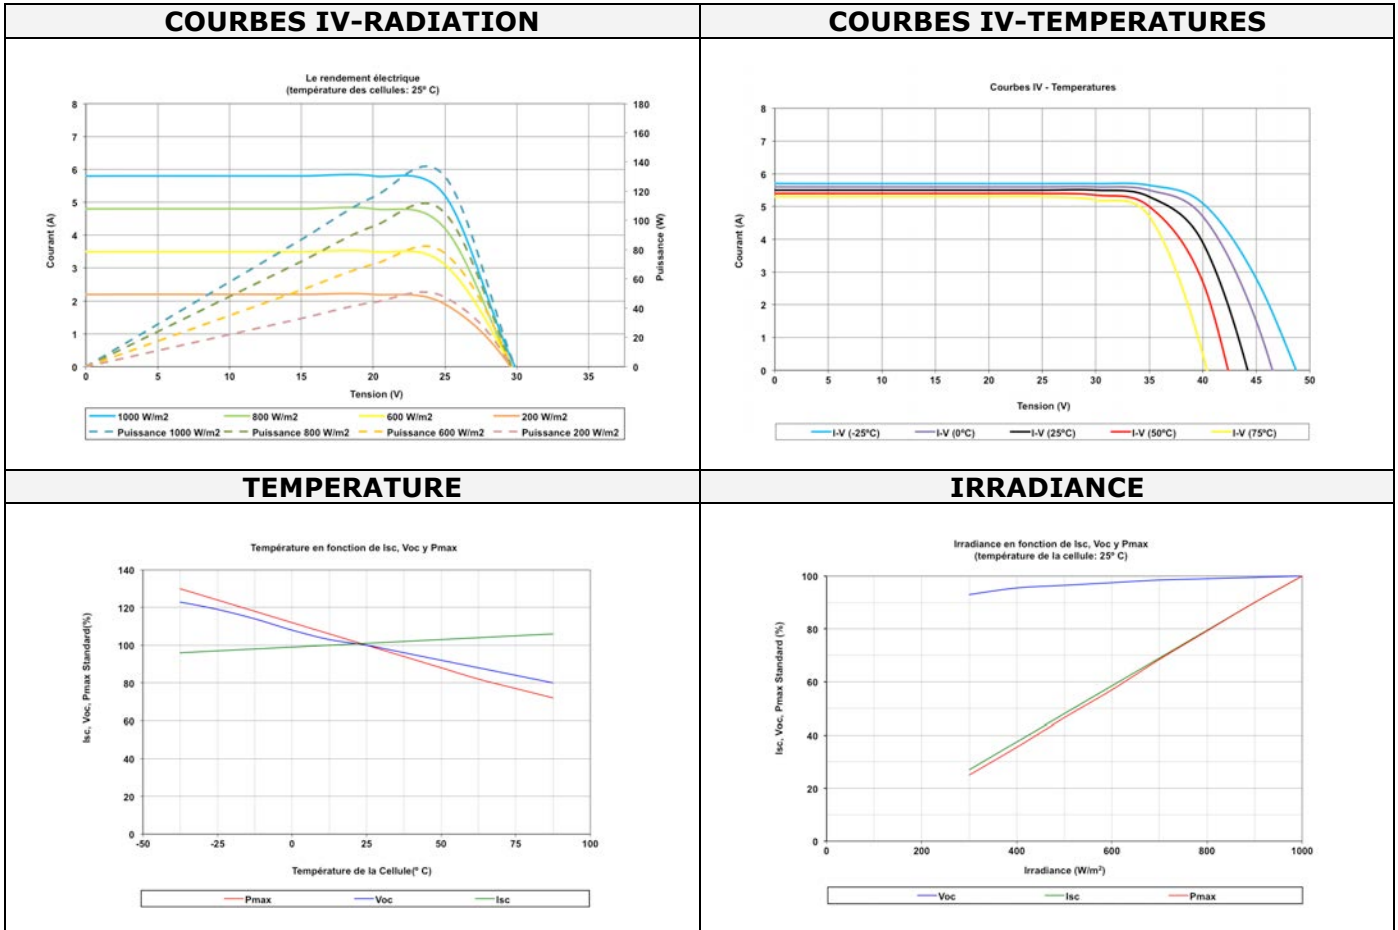 COURBES IV-RADIATION
COURBES IV-TEMPERATURES
Le rendement électrique
(température des cellules: 25º C)
8
7
6
5
4
3
2
1
0
Courant (A)
180
160
140
120
100
80
60
40
20
0
Puissance (W)
0 5 10 15 20 25 30 35
Tension (V)
1000 W/m2 800 W/m2 600 W/m2 200 W/m2
Puissance 1000 W/m2 Puissance 800 W/m2 Puissance 600 W/m2 Puissance 200 W/m2
Courbes IV - Temperatures
8
7
6
5
4
3
2
1
0
Courant (A)
0 5 10 15 20 25 30 35 40 45 50
Tension (V)
I-V (-25ºC) I-V (0ºC) I-V (25ºC) I-V (50ºC) I-V (75ºC)
TEMPERATURE
IRRADIANCE
Température en fonction de Isc, Voc y Pmax
140
120
100
80
60
40
20
0
Isc, Voc, Pmax Standard(%)
-50 -25 0 25 50 75 100
Température de la Cellule(º C)
Pmax Voc Isc
Irradiance en fonction de Isc, Voc y Pmax
(température de la cellule: 25º C)
100
80
60
40
20
0
Isc, Voc, Pmax Standard (%)
0 200 400 600 800 1000
Irradiance (W/m²)
Voc Isc Pmax